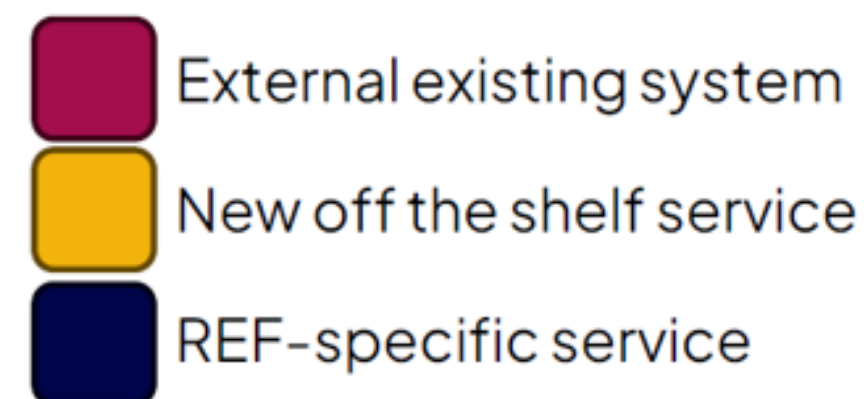 External existing system
New off the shelf service
REF-specific service